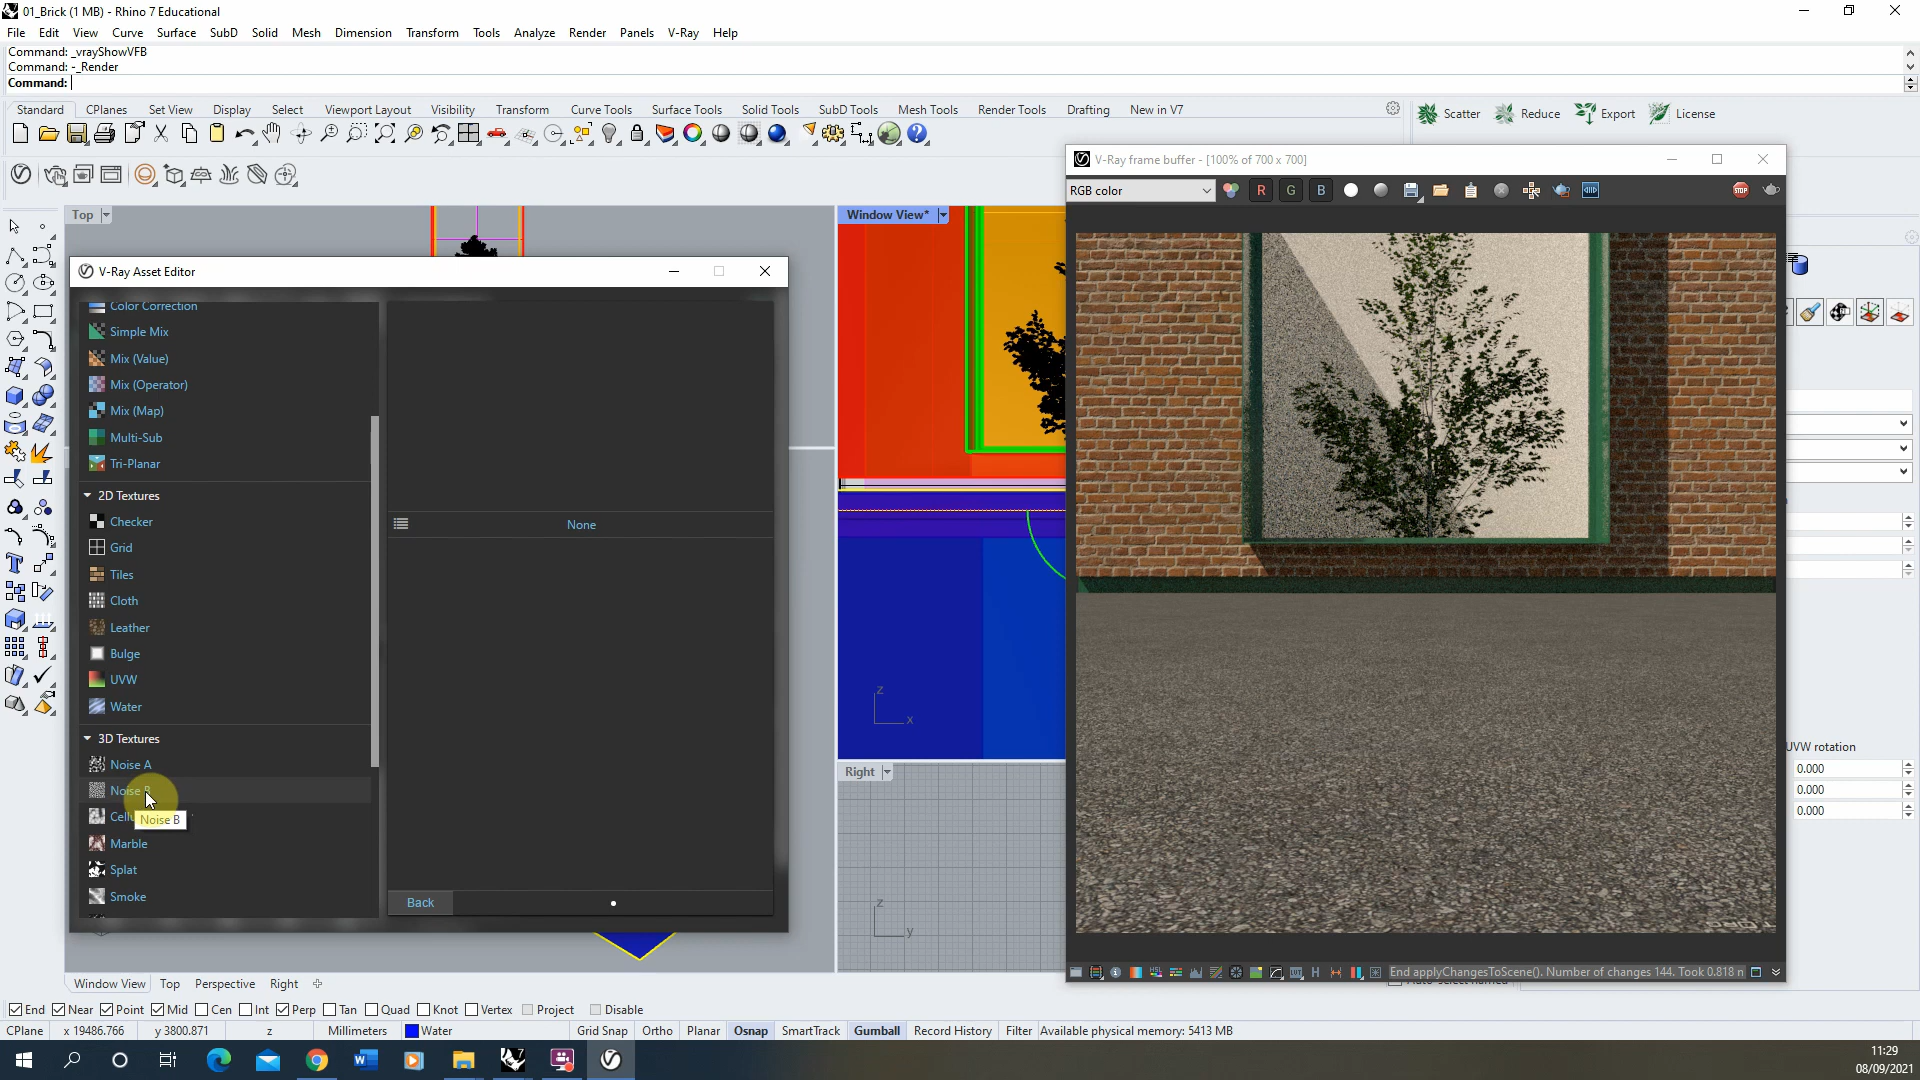 01_Brick (1 MB) - Rhino 7 Educational
File Edit View Curve Surface SubD Solid Mesh Dimension Transform Tools Analyze Render Panels V-Ray Help
Command: _vrayShowVFB
Command: -_Render
Command:
Standard CPlanes Set View Display Select Viewport Layout Visibility Transform Curve Tools Surface Tools Solid Tools SubD Tools Mesh Tools Render Tools Drafting New in V7
Scatter Reduce Export License
V-Ray frame buffer - [100% of 700 x 700]
RGB color R G B STOP
Top
Window View*
V-Ray Asset Editor
Color Correction
Simple Mix
Mix (Value)
Mix (Operator)
Mix (Map)
Multi-Sub
Tri-Planar
2D Textures
Checker
Grid
Tiles
Cloth
Leather
Bulge
UVW
Water
3D Textures
Noise A
Noise B
Noise B
Marble
Splat
Smoke
None
Back
z
x
Right
z
y
UVW rotation
0.000
0.000
0.000
End applyChangesToScene(). Number of changes 144. Took 0.818 n
Window View Top Perspective Right
End Near Point Mid Cen Int Perp Tan Quad Knot Vertex Project Disable
CPlane x 19486.766 y 3800.871 z Millimeters Water Grid Snap Ortho Planar Osnap SmartTrack Gumball Record History Filter Available physical memory: 5413 MB
11:29
08/09/2021